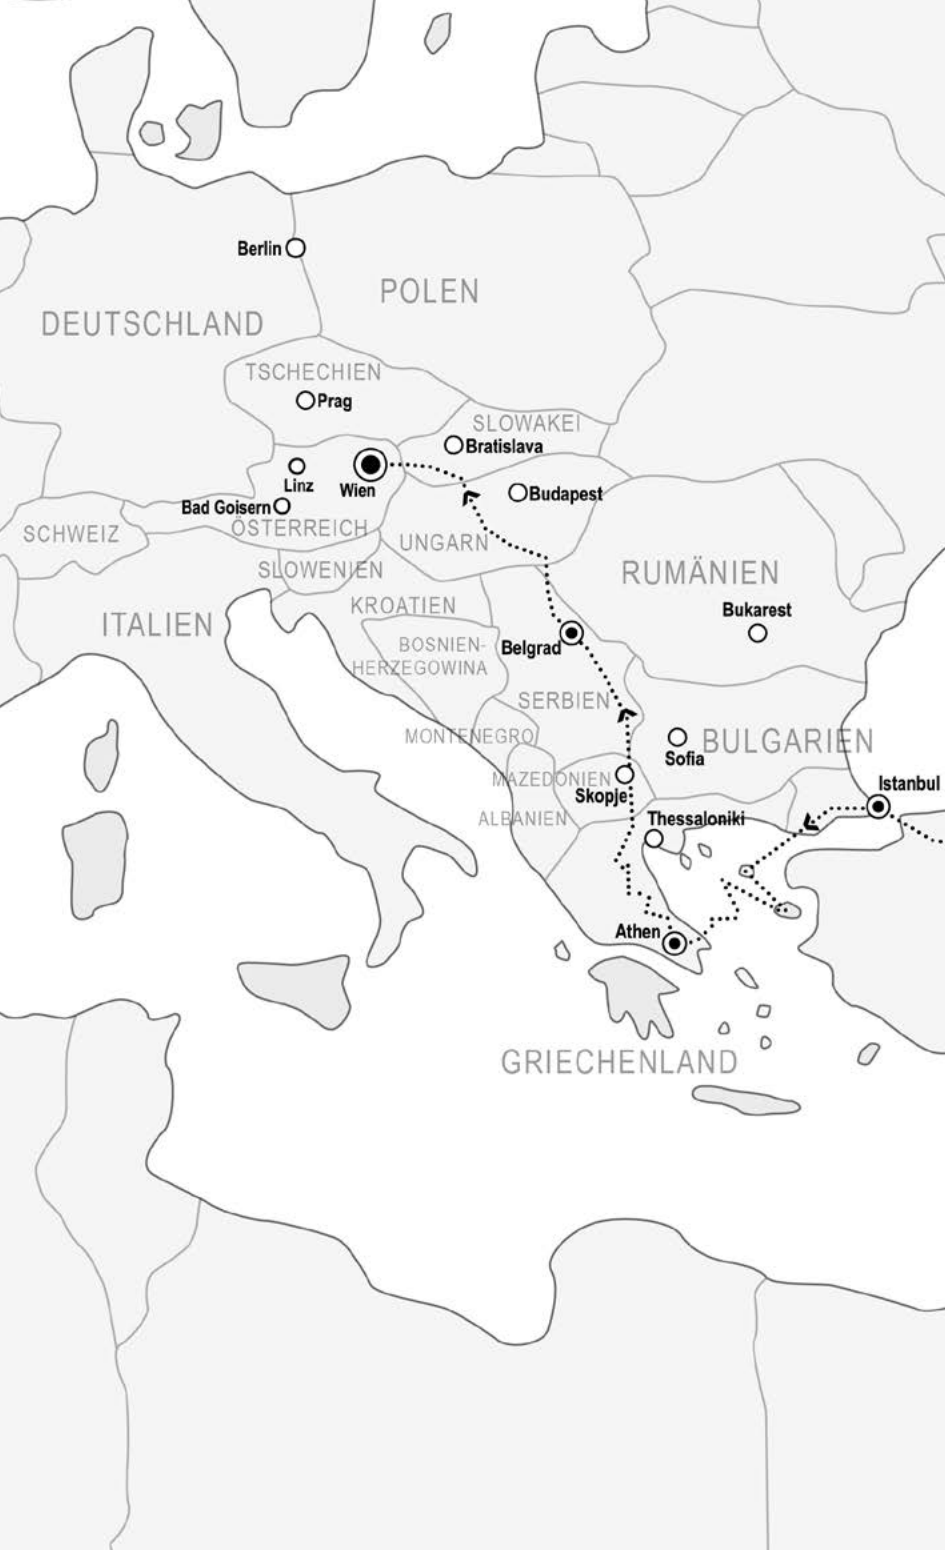 Berlin
POLEN
DEUTSCHLAND
TSCHECHIEN
Prag
SLOWAKEI
Bratislava
Linz
Wien
Budapest
Bad Goisern
ÖSTERREICH
SCHWEIZ
UNGARN
SLOWENIEN
RUMÄNIEN
KROATIEN
Bukarest
ITALIEN
BOSNIEN-
HERZEGOWINA
Belgrad
SERBIEN
MONTENEGRO
BULGARIEN
Sofia
MAZEDONIEN
Skopje
Istanbul
ALBANIEN
Thessaloniki
Athen
GRIECHENLAND